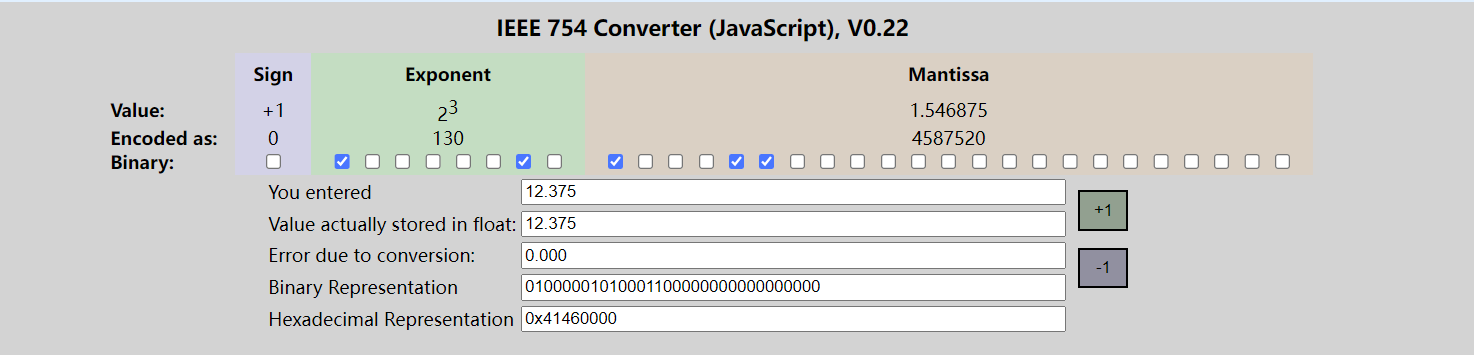 IEEE 754 Converter (JavaScript), V0.22
Sign Exponent Mantissa
Value: +1 2^3 1.546875
Encoded as: 0 130 4587520
Binary:
You entered 12.375
+1
Value actually stored in float: 12.375
Error due to conversion: 0.000
-1
Binary Representation 01000001010001100000000000000000
Hexadecimal Representation 0x41460000